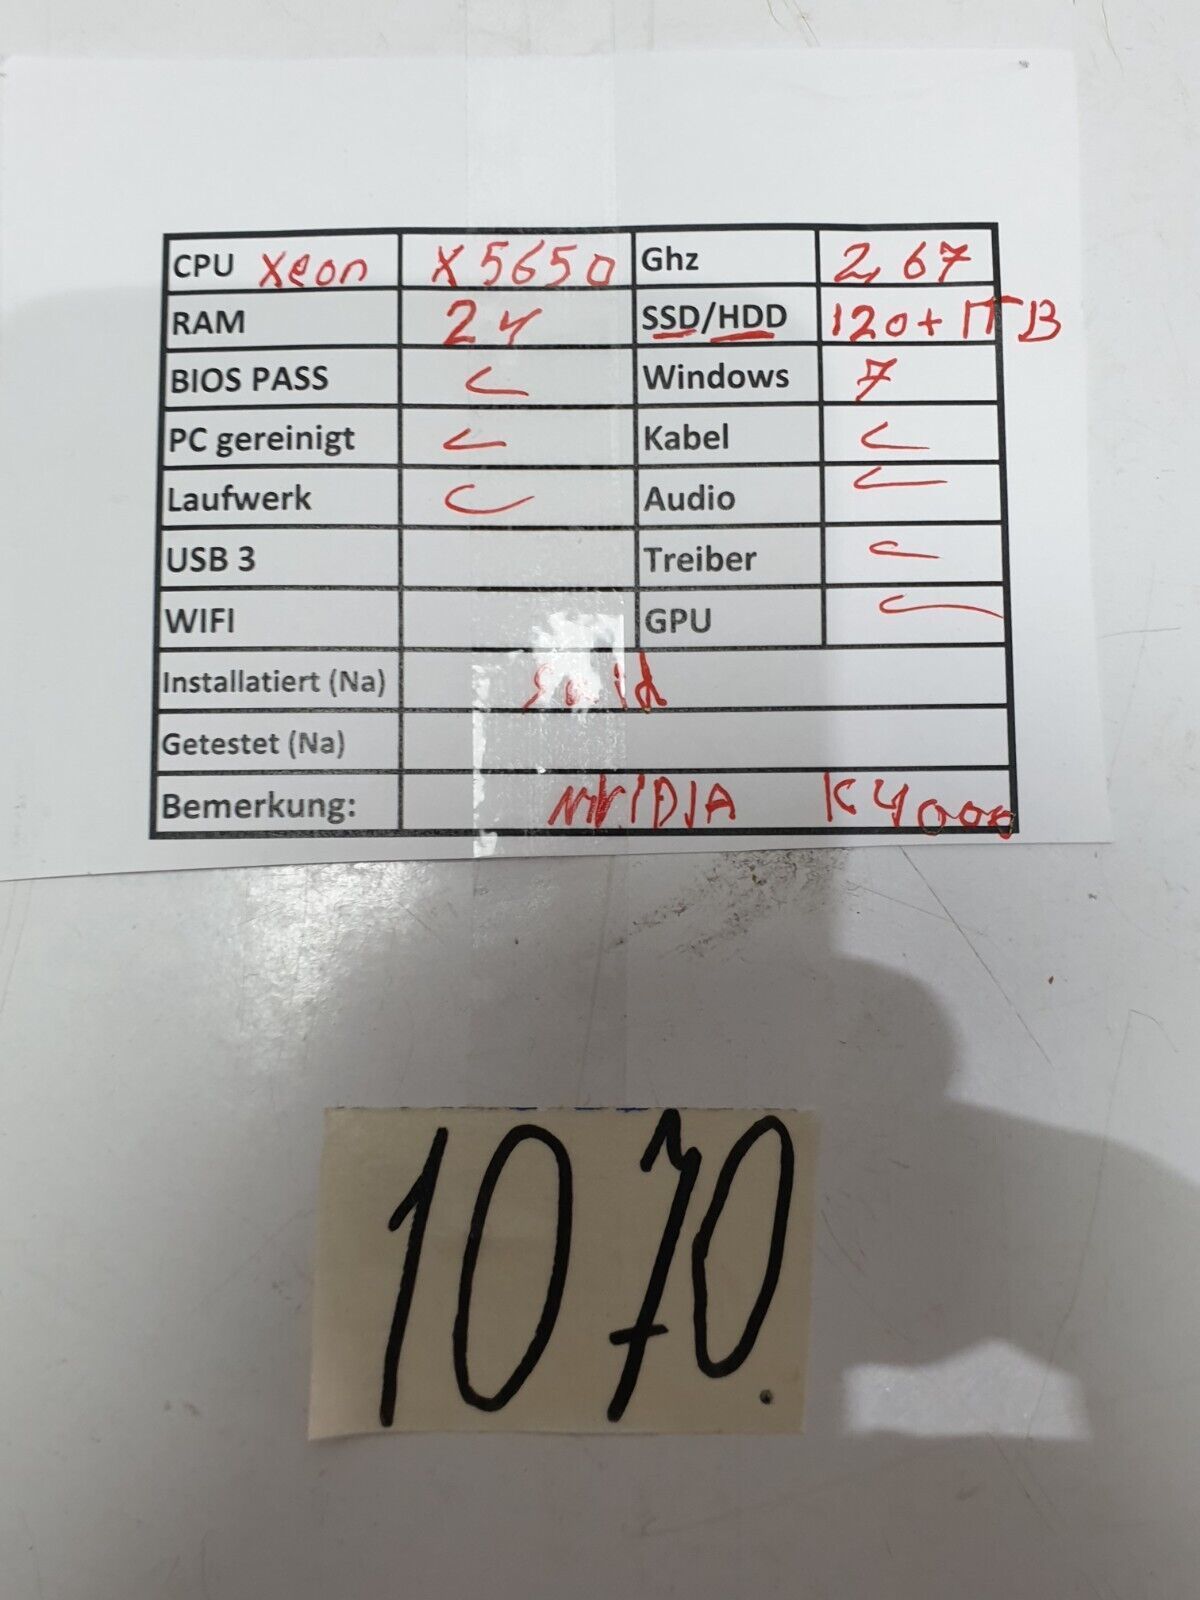 CPU Xeon X5650 Ghz 2,67
RAM 24 SSD/HDD 120+1TB
BIOS PASS Windows 7
PC gereinigt Kabel
Laufwerk Audio
USB 3 Treiber
WIFI GPU
Installatiert (Na)
Getestet (Na)
Bemerkung: NVIDIA K4000
1070.